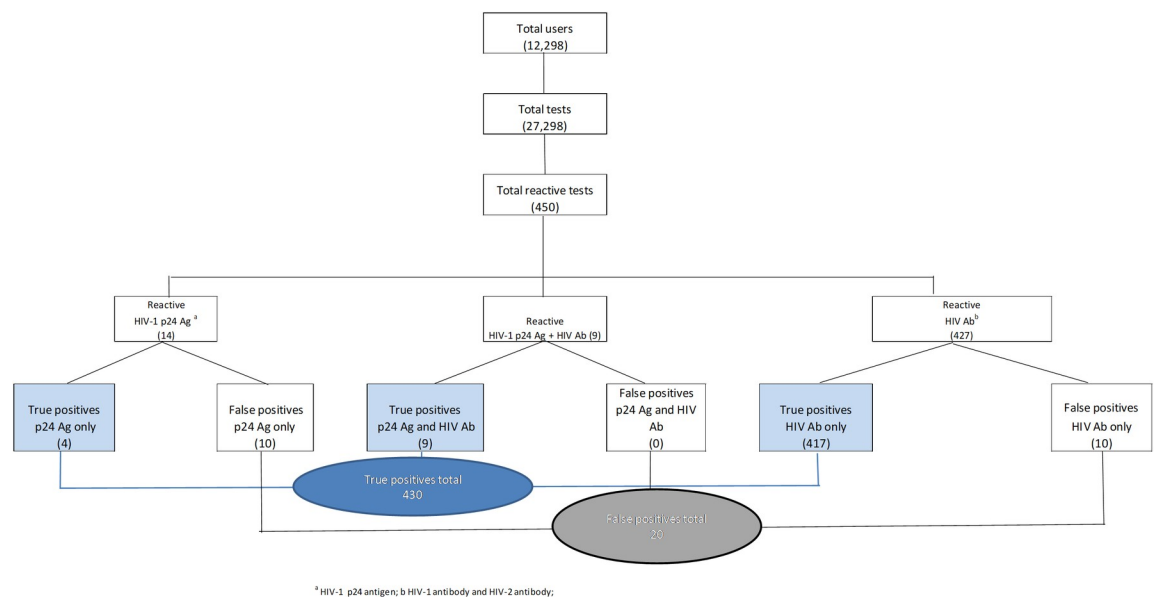 Total users
(12,298)
Total tests
(27,298)
Total reactive tests
(450)
Reactive
HIV-1 p24 Ag a
(14)
Reactive
HIV-1 p24 Ag + HIV Ab (9)
Reactive
HIV Abb
(427)
True positives
p24 Ag only
(4)
False positives
p24 Ag only
(10)
True positives
p24 Ag and HIV Ab
(9)
False positives
p24 Ag and HIV
Ab
(0)
True positives
HIV Ab only
(417)
False positives
HIV Ab only
(10)
True positives total
430
False positives total
20
a HIV-1 p24 antigen; b HIV-1 antibody and HIV-2 antibody;